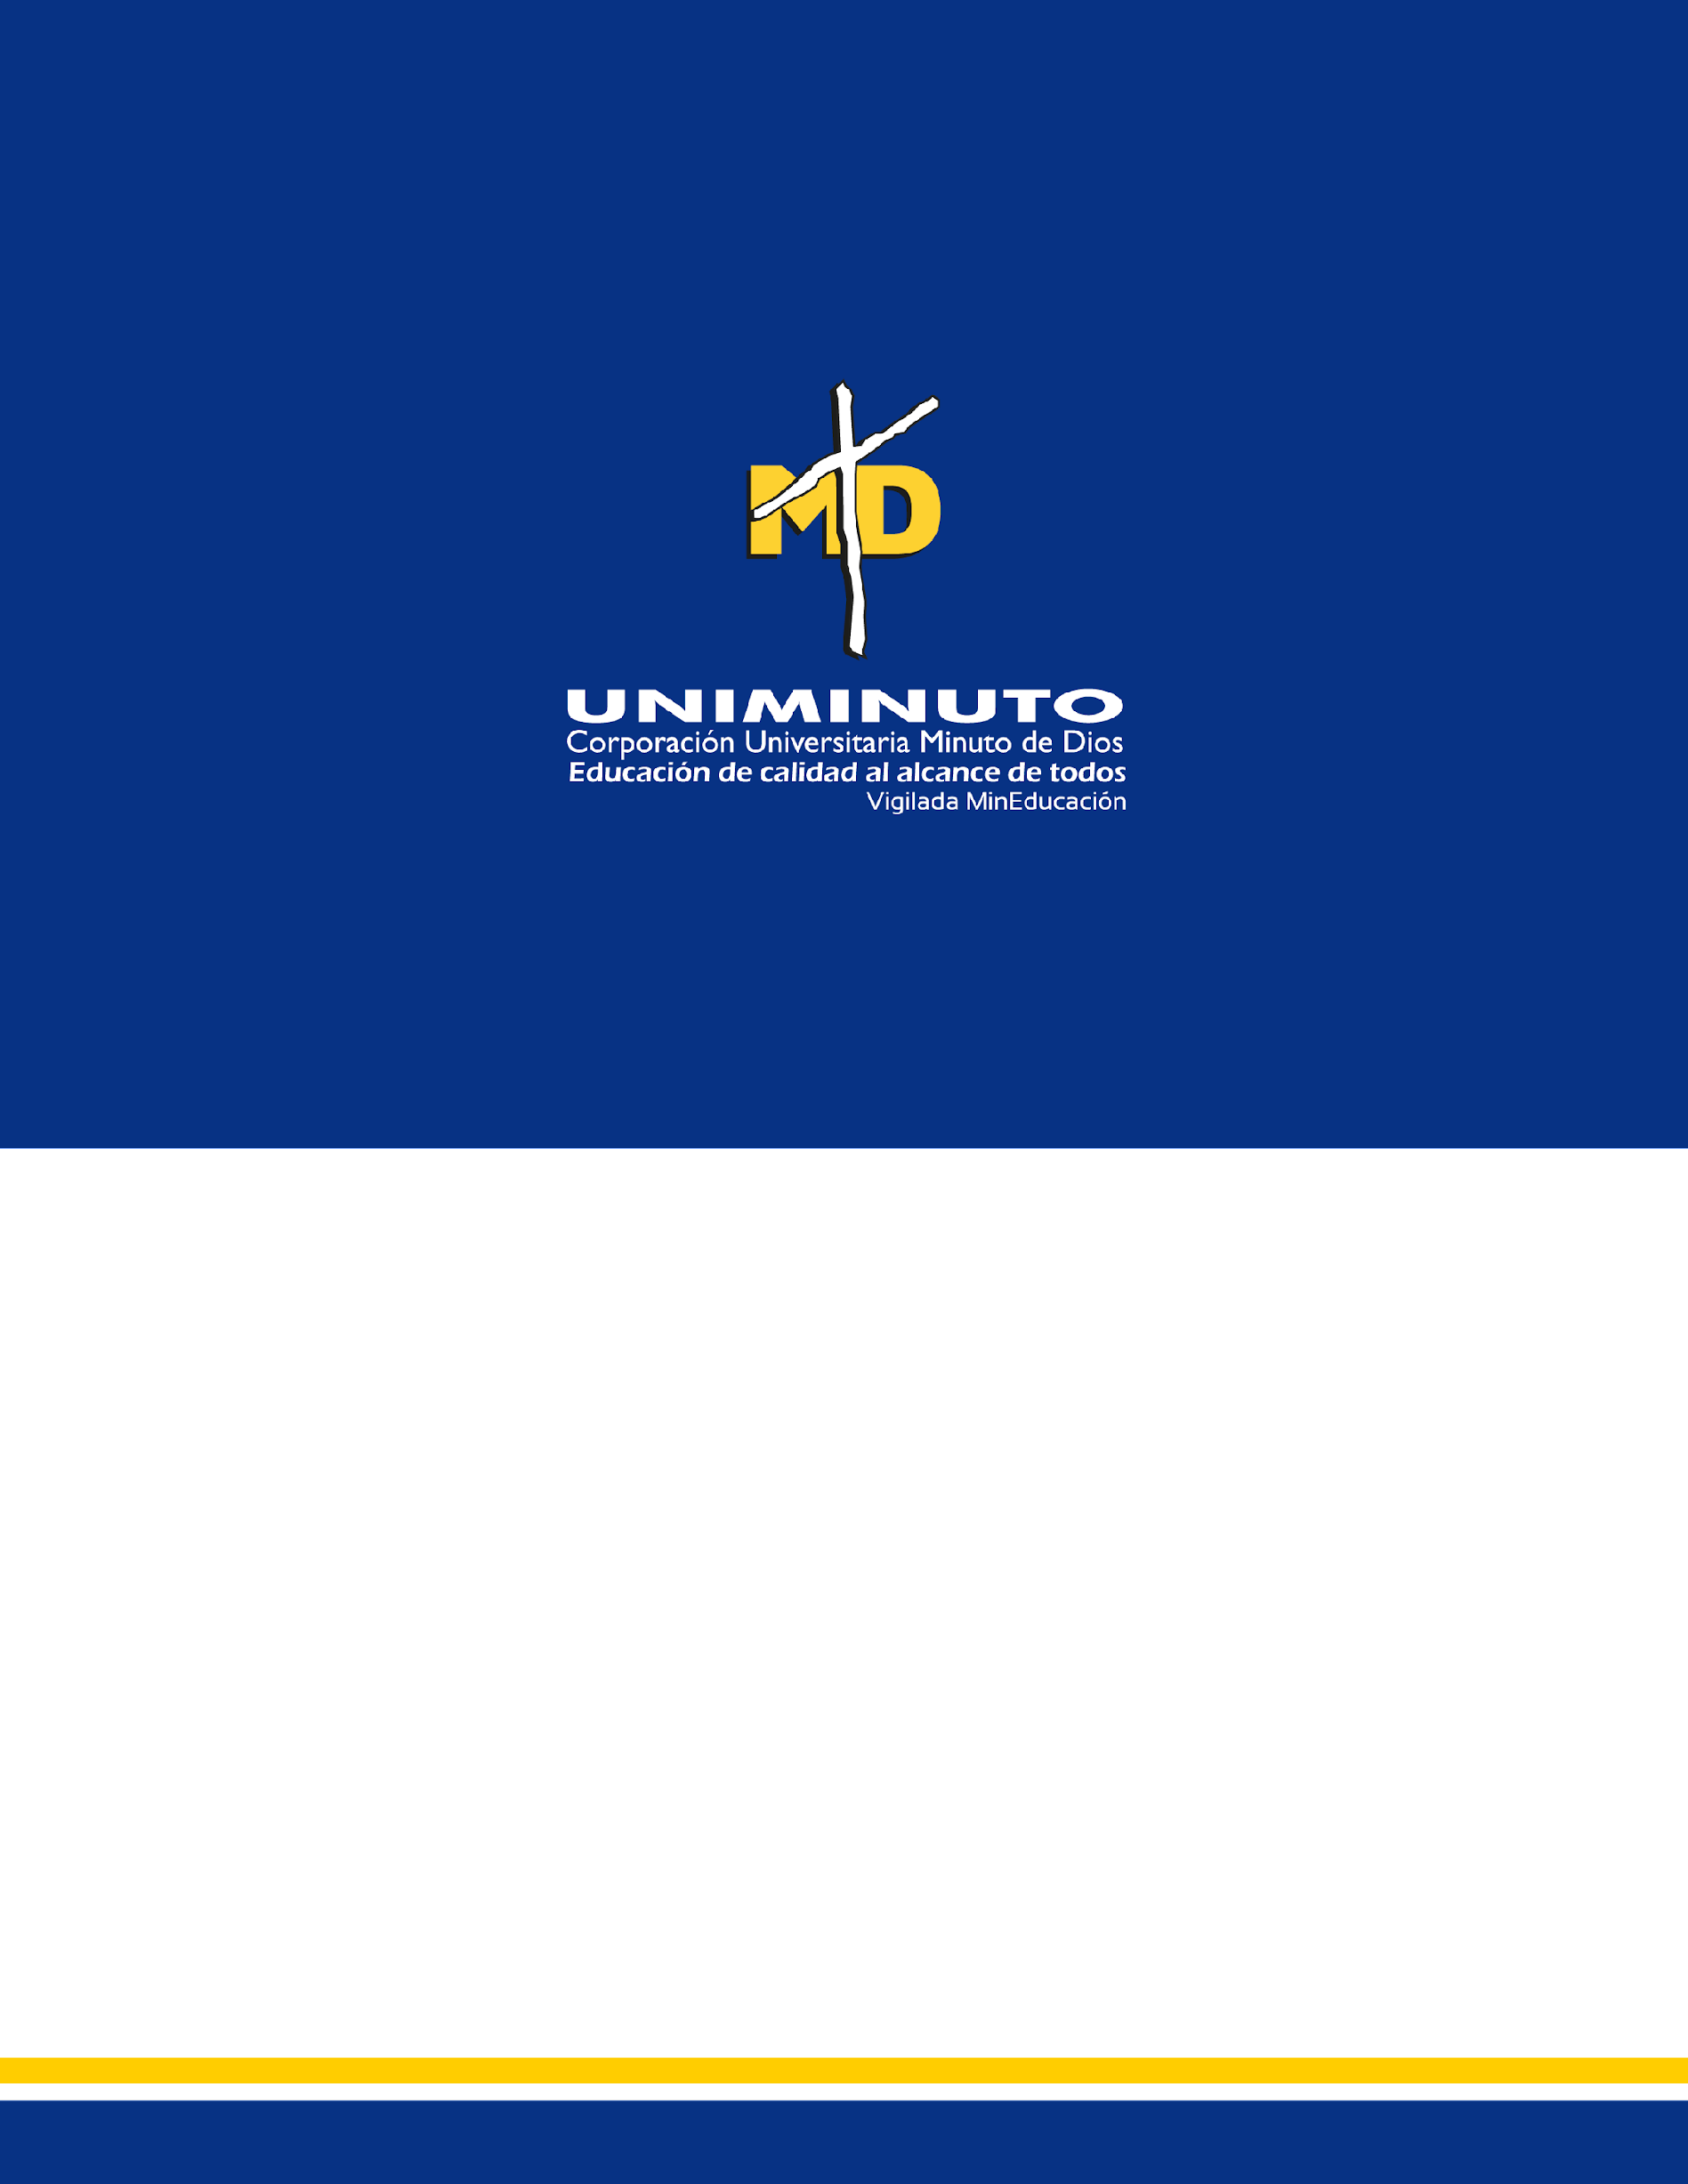 MD
UNIMINUTO
Corporación Universitaria Minuto de Dios
Educación de calidad al alcance de todos
Vigilada MinEducación